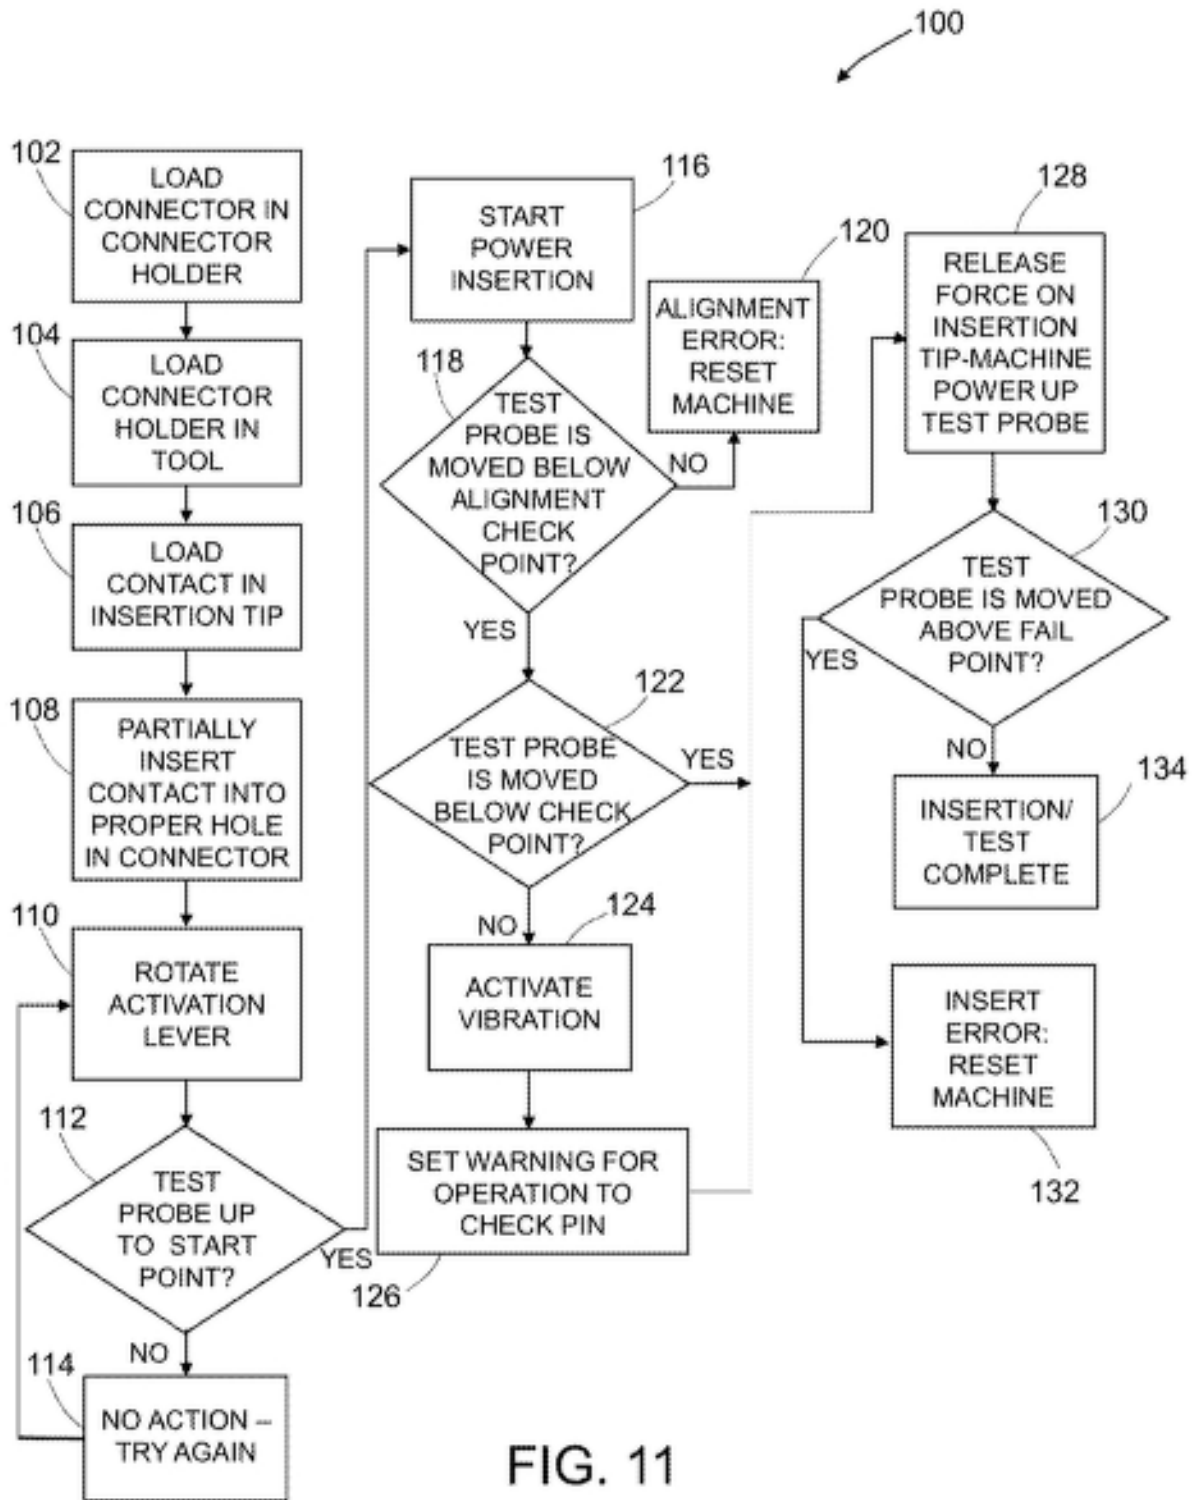 100
102
LOAD
CONNECTOR IN
CONNECTOR
HOLDER
104
LOAD
CONNECTOR
HOLDER IN
TOOL
106
LOAD
CONTACT IN
INSERTION TIP
108
PARTIALLY
INSERT
CONTACT INTO
PROPER HOLE
IN CONNECTOR
110
ROTATE
ACTIVATION
LEVER
112
TEST
PROBE UP
TO START
POINT?
YES
NO
114
NO ACTION –
TRY AGAIN
116
START
POWER
INSERTION
118
TEST
PROBE IS
MOVED BELOW
ALIGNMENT
CHECK
POINT?
NO
120
ALIGNMENT
ERROR:
RESET
MACHINE
YES
122
TEST PROBE
IS MOVED
BELOW CHECK
POINT?
YES
NO
124
ACTIVATE
VIBRATION
SET WARNING FOR
OPERATION TO
CHECK PIN
126
128
RELEASE
FORCE ON
INSERTION
TIP-MACHINE
POWER UP
TEST PROBE
130
TEST
PROBE IS MOVED
ABOVE FAIL
POINT?
YES
NO
134
INSERTION/
TEST
COMPLETE
INSERT
ERROR:
RESET
MACHINE
132
FIG. 11